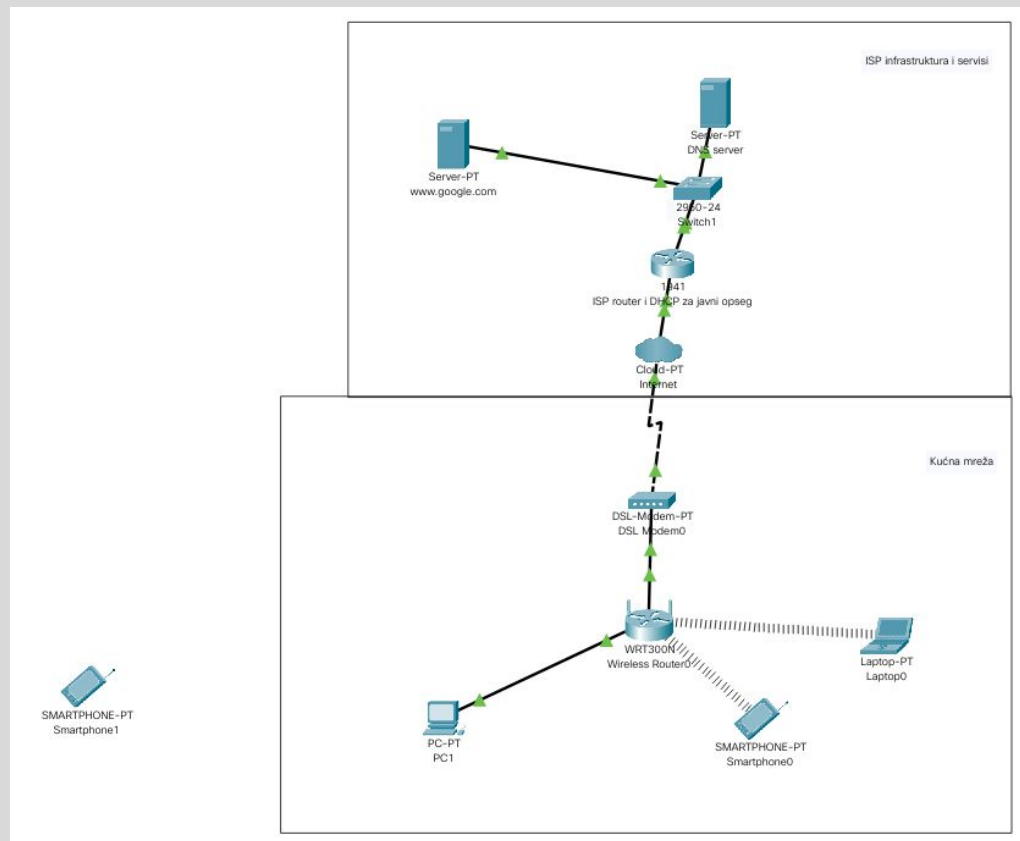 ISP infrastruktura i servisi
Server-PT
DNS server
Server-PT
www.google.com
2960-24
Switch1
1941
ISP router i DHCP za javni opseg
Cloud-PT
Internet
Kućna mreža
DSL-Modem-PT
DSL Modem0
WRT300N
Wireless Router0
Laptop-PT
Laptop0
SMARTPHONE-PT
Smartphone1
PC-PT
PC1
SMARTPHONE-PT
Smartphone0